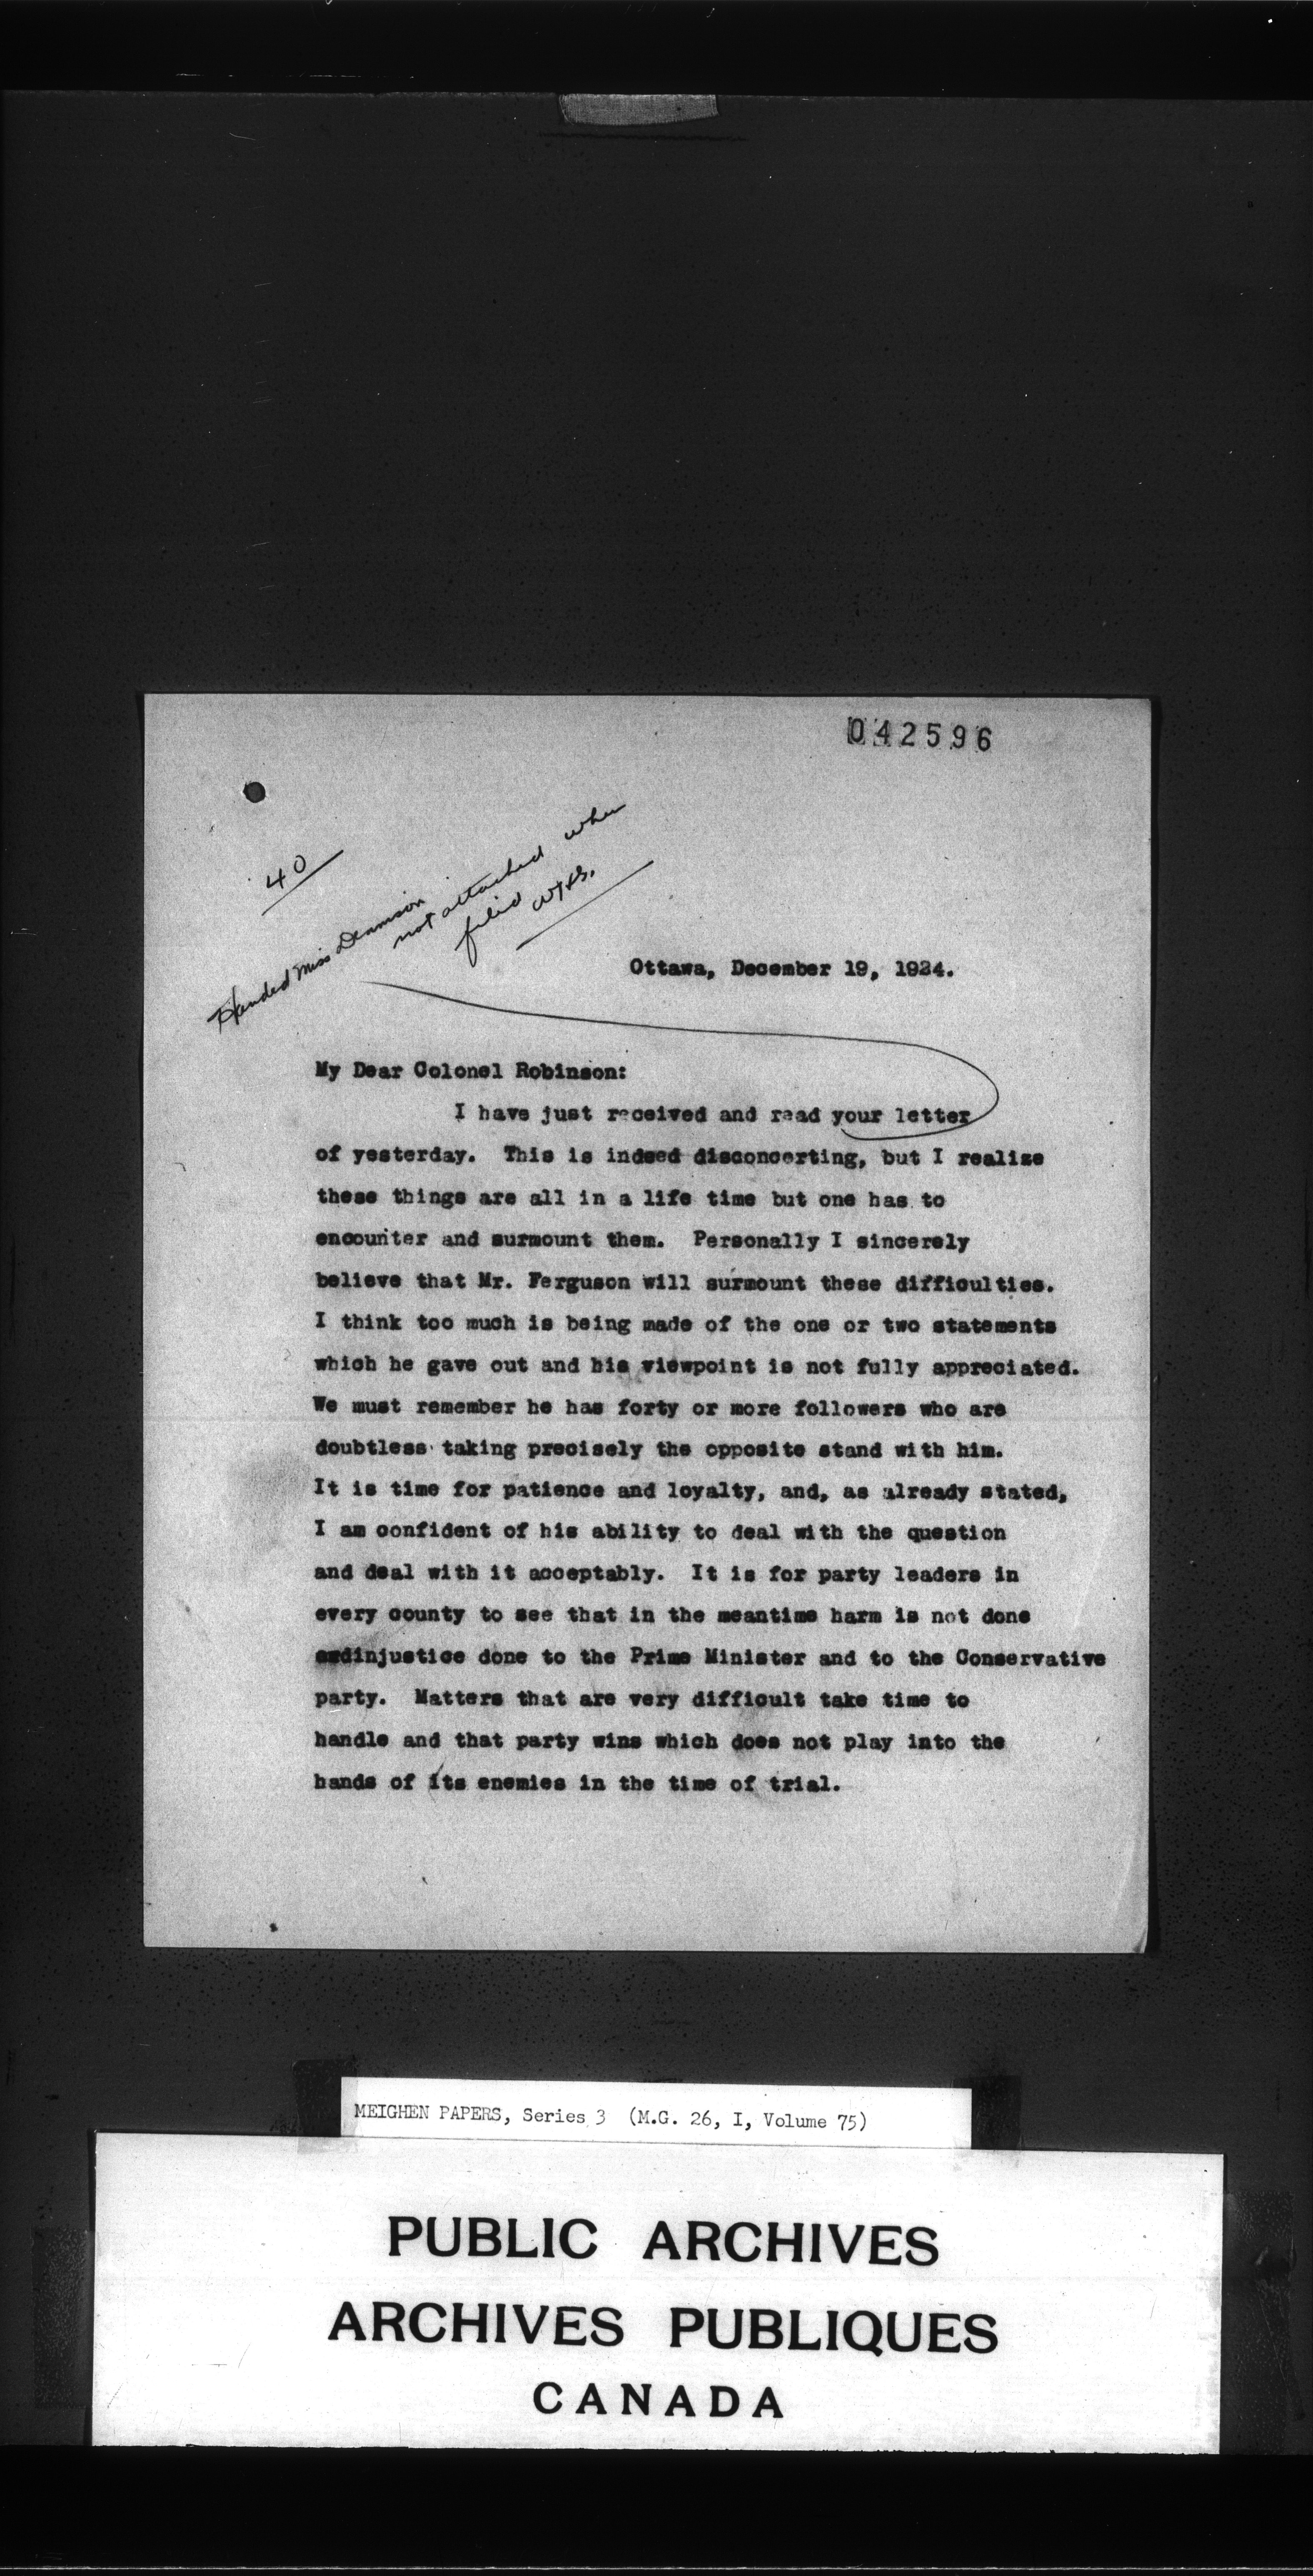 042596
40
Handed Miss Dennison
not attached when
filed
Ottawa, December 19, 1924.
My Dear Colonel Robinson:
I have just received and read your letter
of yesterday. This is indeed disconcerting, but I realize
these things are all in a life time but one has to
encounter and surmount them. Personally I sincerely
believe that Mr. Ferguson will surmount these difficulties.
I think too much is being made of the one or two statements
which he gave out and his viewpoint is not fully appreciated.
We must remember he has forty or more followers who are
doubtless taking precisely the opposite stand with him.
It is time for patience and loyalty, and, as already stated,
I am confident of his ability to deal with the question
and deal with it acceptably. It is for party leaders in
every county to see that in the meantime harm is not done
andinjustice done to the Prime Minister and to the Conservative
party. Matters that are very difficult take time to
handle and that party wins which does not play into the
hands of its enemies in the time of trial.
MEIGHEN PAPERS, Series 3 (M.G. 26, I, Volume 75)
PUBLIC ARCHIVES
ARCHIVES PUBLIQUES
CANADA